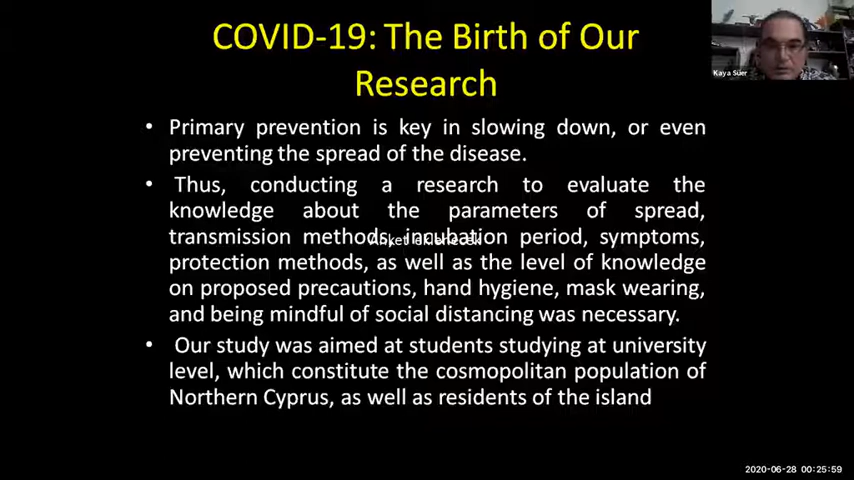 COVID-19: The Birth of Our
Research
Kaya Süer
• Primary prevention is key in slowing down, or even
preventing the spread of the disease.
• Thus, conducting a research to evaluate the
knowledge about the parameters of spread,
transmission methods, incubation period, symptoms,
Anket eklenecek
protection methods, as well as the level of knowledge
on proposed precautions, hand hygiene, mask wearing,
and being mindful of social distancing was necessary.
• Our study was aimed at students studying at university
level, which constitute the cosmopolitan population of
Northern Cyprus, as well as residents of the island
2020-06-28 00:25:59